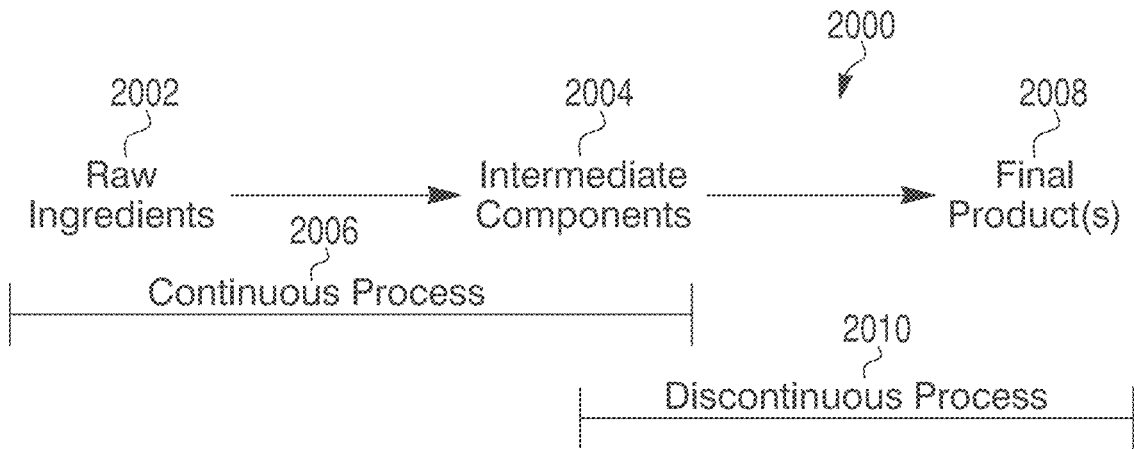 2000
2002
2004
2008
Raw
Ingredients
Intermediate
Components
Final
Product(s)
2006
Continuous Process
2010
Discontinuous Process